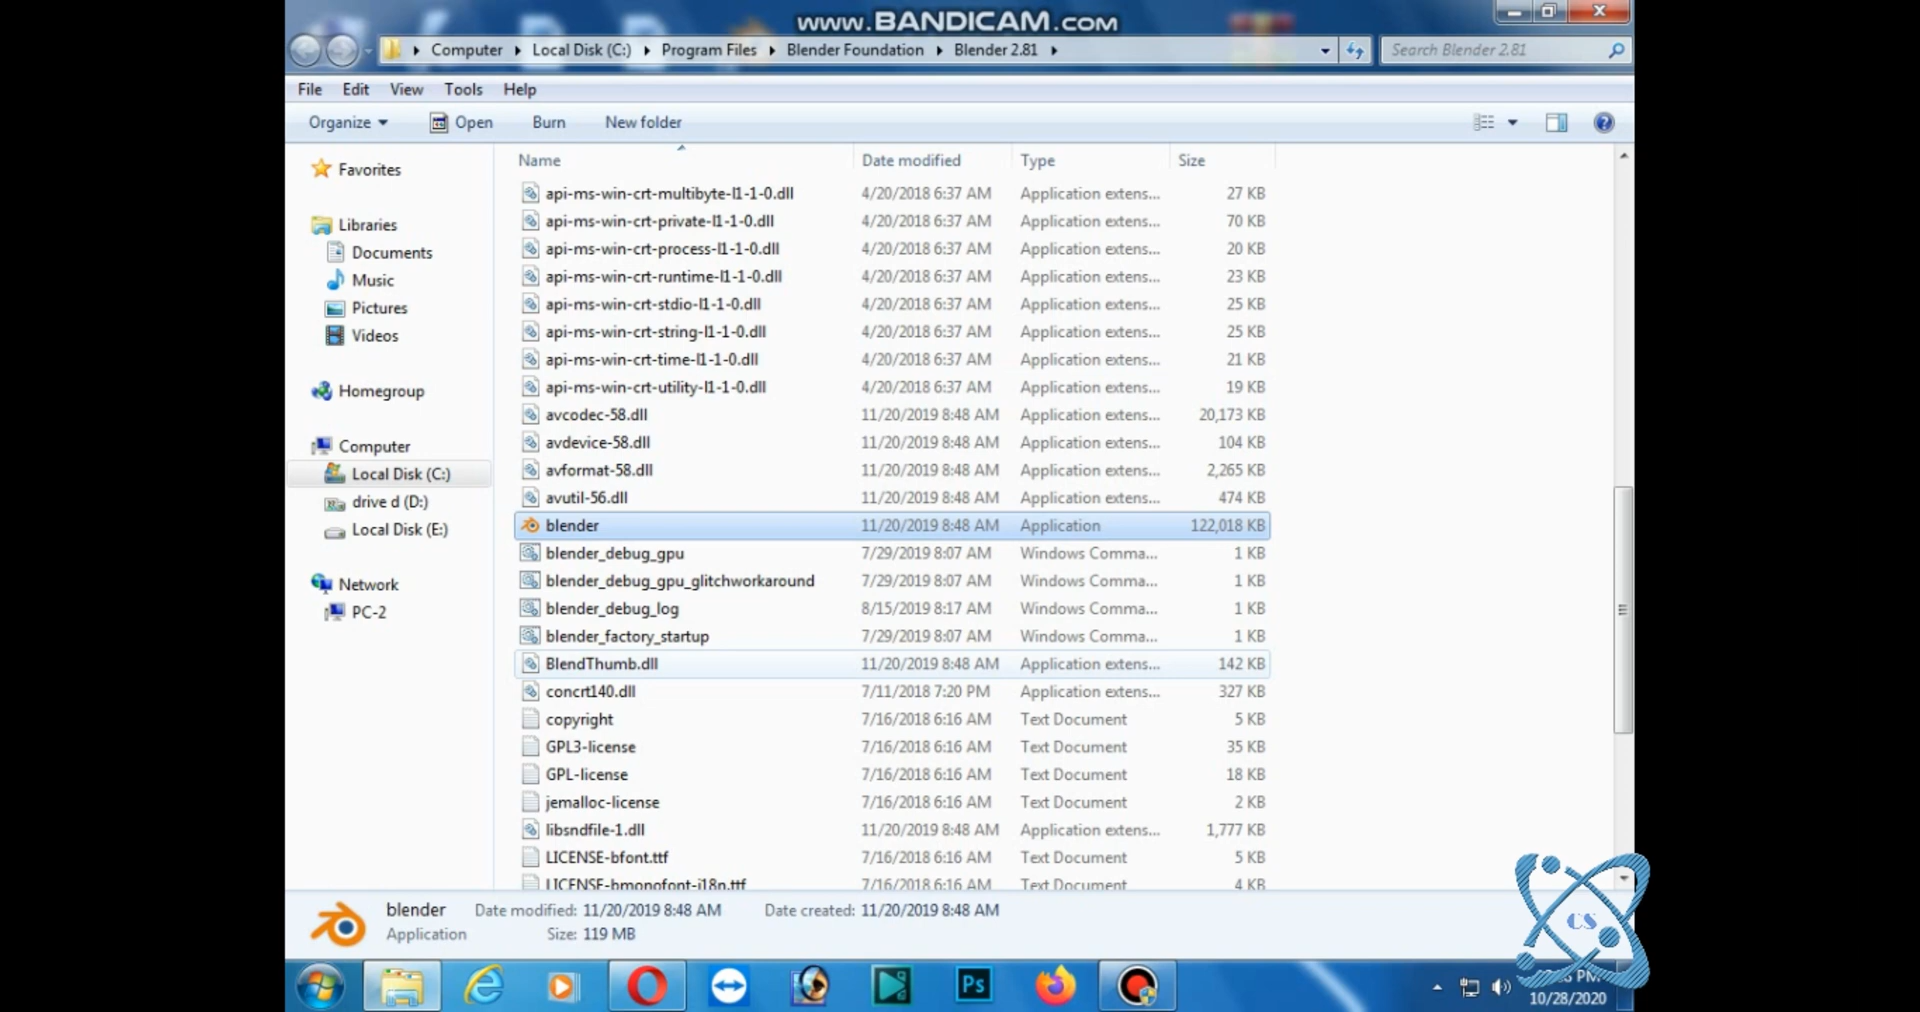 www.BANDICAM.com
Computer Local Disk (C:) Program Files Blender Foundation Blender 2.81
Search Blender 2.81
File Edit View Tools Help
Organize Open Burn New folder
Name Date modified Type Size
Favorites
Libraries
Documents
Music
Pictures
Videos
Homegroup
Computer
Local Disk (C:)
drive d (D:)
Local Disk (E:)
Network
PC-2
api-ms-win-crt-multibyte-l1-1-0.dll 4/20/2018 6:37 AM Application extens... 27 KB
api-ms-win-crt-private-l1-1-0.dll 4/20/2018 6:37 AM Application extens... 70 KB
api-ms-win-crt-process-l1-1-0.dll 4/20/2018 6:37 AM Application extens... 20 KB
api-ms-win-crt-runtime-l1-1-0.dll 4/20/2018 6:37 AM Application extens... 23 KB
api-ms-win-crt-stdio-l1-1-0.dll 4/20/2018 6:37 AM Application extens... 25 KB
api-ms-win-crt-string-l1-1-0.dll 4/20/2018 6:37 AM Application extens... 25 KB
api-ms-win-crt-time-l1-1-0.dll 4/20/2018 6:37 AM Application extens... 21 KB
api-ms-win-crt-utility-l1-1-0.dll 4/20/2018 6:37 AM Application extens... 19 KB
avcodec-58.dll 11/20/2019 8:48 AM Application extens... 20,173 KB
avdevice-58.dll 11/20/2019 8:48 AM Application extens... 104 KB
avformat-58.dll 11/20/2019 8:48 AM Application extens... 2,265 KB
avutil-56.dll 11/20/2019 8:48 AM Application extens... 474 KB
blender 11/20/2019 8:48 AM Application 122,018 KB
blender_debug_gpu 7/29/2019 8:07 AM Windows Comma... 1 KB
blender_debug_gpu_glitchworkaround 7/29/2019 8:07 AM Windows Comma... 1 KB
blender_debug_log 8/15/2019 8:17 AM Windows Comma... 1 KB
blender_factory_startup 7/29/2019 8:07 AM Windows Comma... 1 KB
BlendThumb.dll 11/20/2019 8:48 AM Application extens... 142 KB
concrt140.dll 7/11/2018 7:20 PM Application extens... 327 KB
copyright 7/16/2018 6:16 AM Text Document 5 KB
GPL3-license 7/16/2018 6:16 AM Text Document 35 KB
GPL-license 7/16/2018 6:16 AM Text Document 18 KB
jemalloc-license 7/16/2018 6:16 AM Text Document 2 KB
libsndfile-1.dll 11/20/2019 8:48 AM Application extens... 1,777 KB
LICENSE-bfont.ttf 7/16/2018 6:16 AM Text Document 5 KB
LICENSE-bmonofont-i18n.ttf 7/16/2018 6:16 AM Text Document 4 KB
blender Date modified: 11/20/2019 8:48 AM Date created: 11/20/2019 8:48 AM
Application Size: 119 MB
CS
Ps
PM
10/28/2020